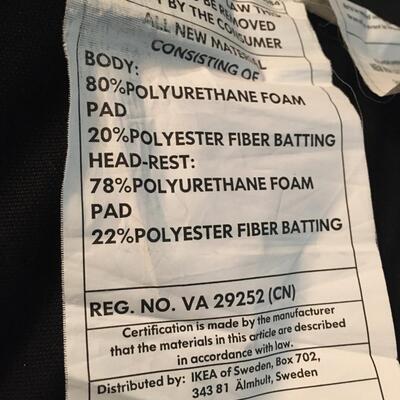 BE REMOVED
BY THE CONSUMER
ALL NEW MATERIAL
CONSISTING OF
BODY:
80%POLYURETHANE FOAM
PAD
20%POLYESTER FIBER BATTING
HEAD-REST:
78%POLYURETHANE FOAM
PAD
22%POLYESTER FIBER BATTING
REG. NO. VA 29252 (CN)
Certification is made by the manufacturer
that the materials in this article are described
in accordance with law.
Distributed by: IKEA of Sweden, Box 702,
343 81 Älmhult, Sweden